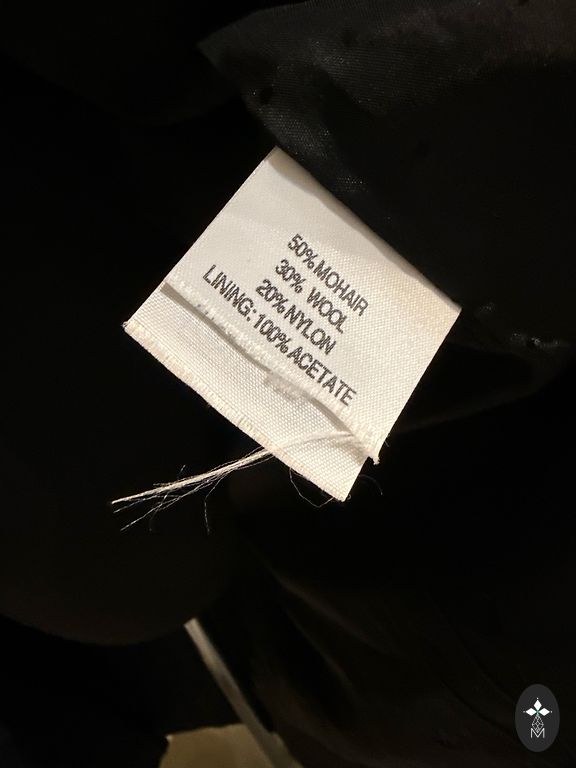 50% MOHAIR
30% WOOL
20% NYLON
LINING: 100% ACETATE